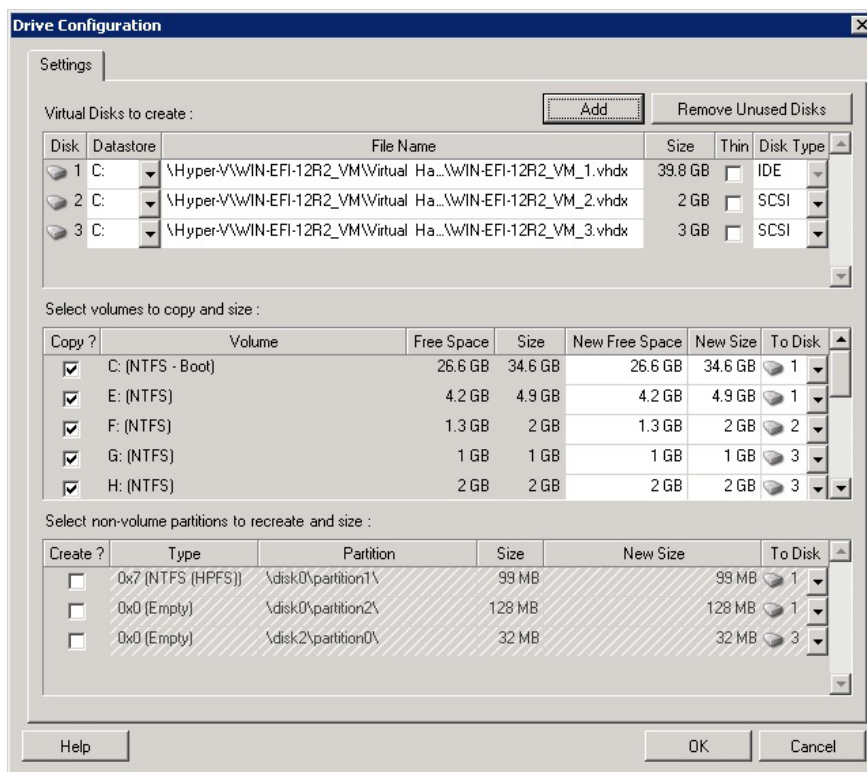 Drive Configuration
Settings
Virtual Disks to create :
Add
Remove Unused Disks
Disk Datastore File Name Size Thin Disk Type
1 C: \Hyper-V\WIN-EFI-12R2_VM\Virtual Ha...\WIN-EFI-12R2_VM_1.vhdx 39.8 GB IDE
2 C: \Hyper-V\WIN-EFI-12R2_VM\Virtual Ha...\WIN-EFI-12R2_VM_2.vhdx 2 GB SCSI
3 C: \Hyper-V\WIN-EFI-12R2_VM\Virtual Ha...\WIN-EFI-12R2_VM_3.vhdx 3 GB SCSI
Select volumes to copy and size :
Copy ? Volume Free Space Size New Free Space New Size To Disk
C: (NTFS - Boot) 26.6 GB 34.6 GB 26.6 GB 34.6 GB 1
E: (NTFS) 4.2 GB 4.9 GB 4.2 GB 4.9 GB 1
F: (NTFS) 1.3 GB 2 GB 1.3 GB 2 GB 2
G: (NTFS) 1 GB 1 GB 1 GB 1 GB 3
H: (NTFS) 2 GB 2 GB 2 GB 2 GB 3
Select non-volume partitions to recreate and size :
Create ? Type Partition Size New Size To Disk
0x7 (NTFS (HPFS)) \disk0\partition1\ 99 MB 99 MB 1
0x0 (Empty) \disk0\partition2\ 128 MB 128 MB 1
0x0 (Empty) \disk2\partition0\ 32 MB 32 MB 3
Help
OK
Cancel